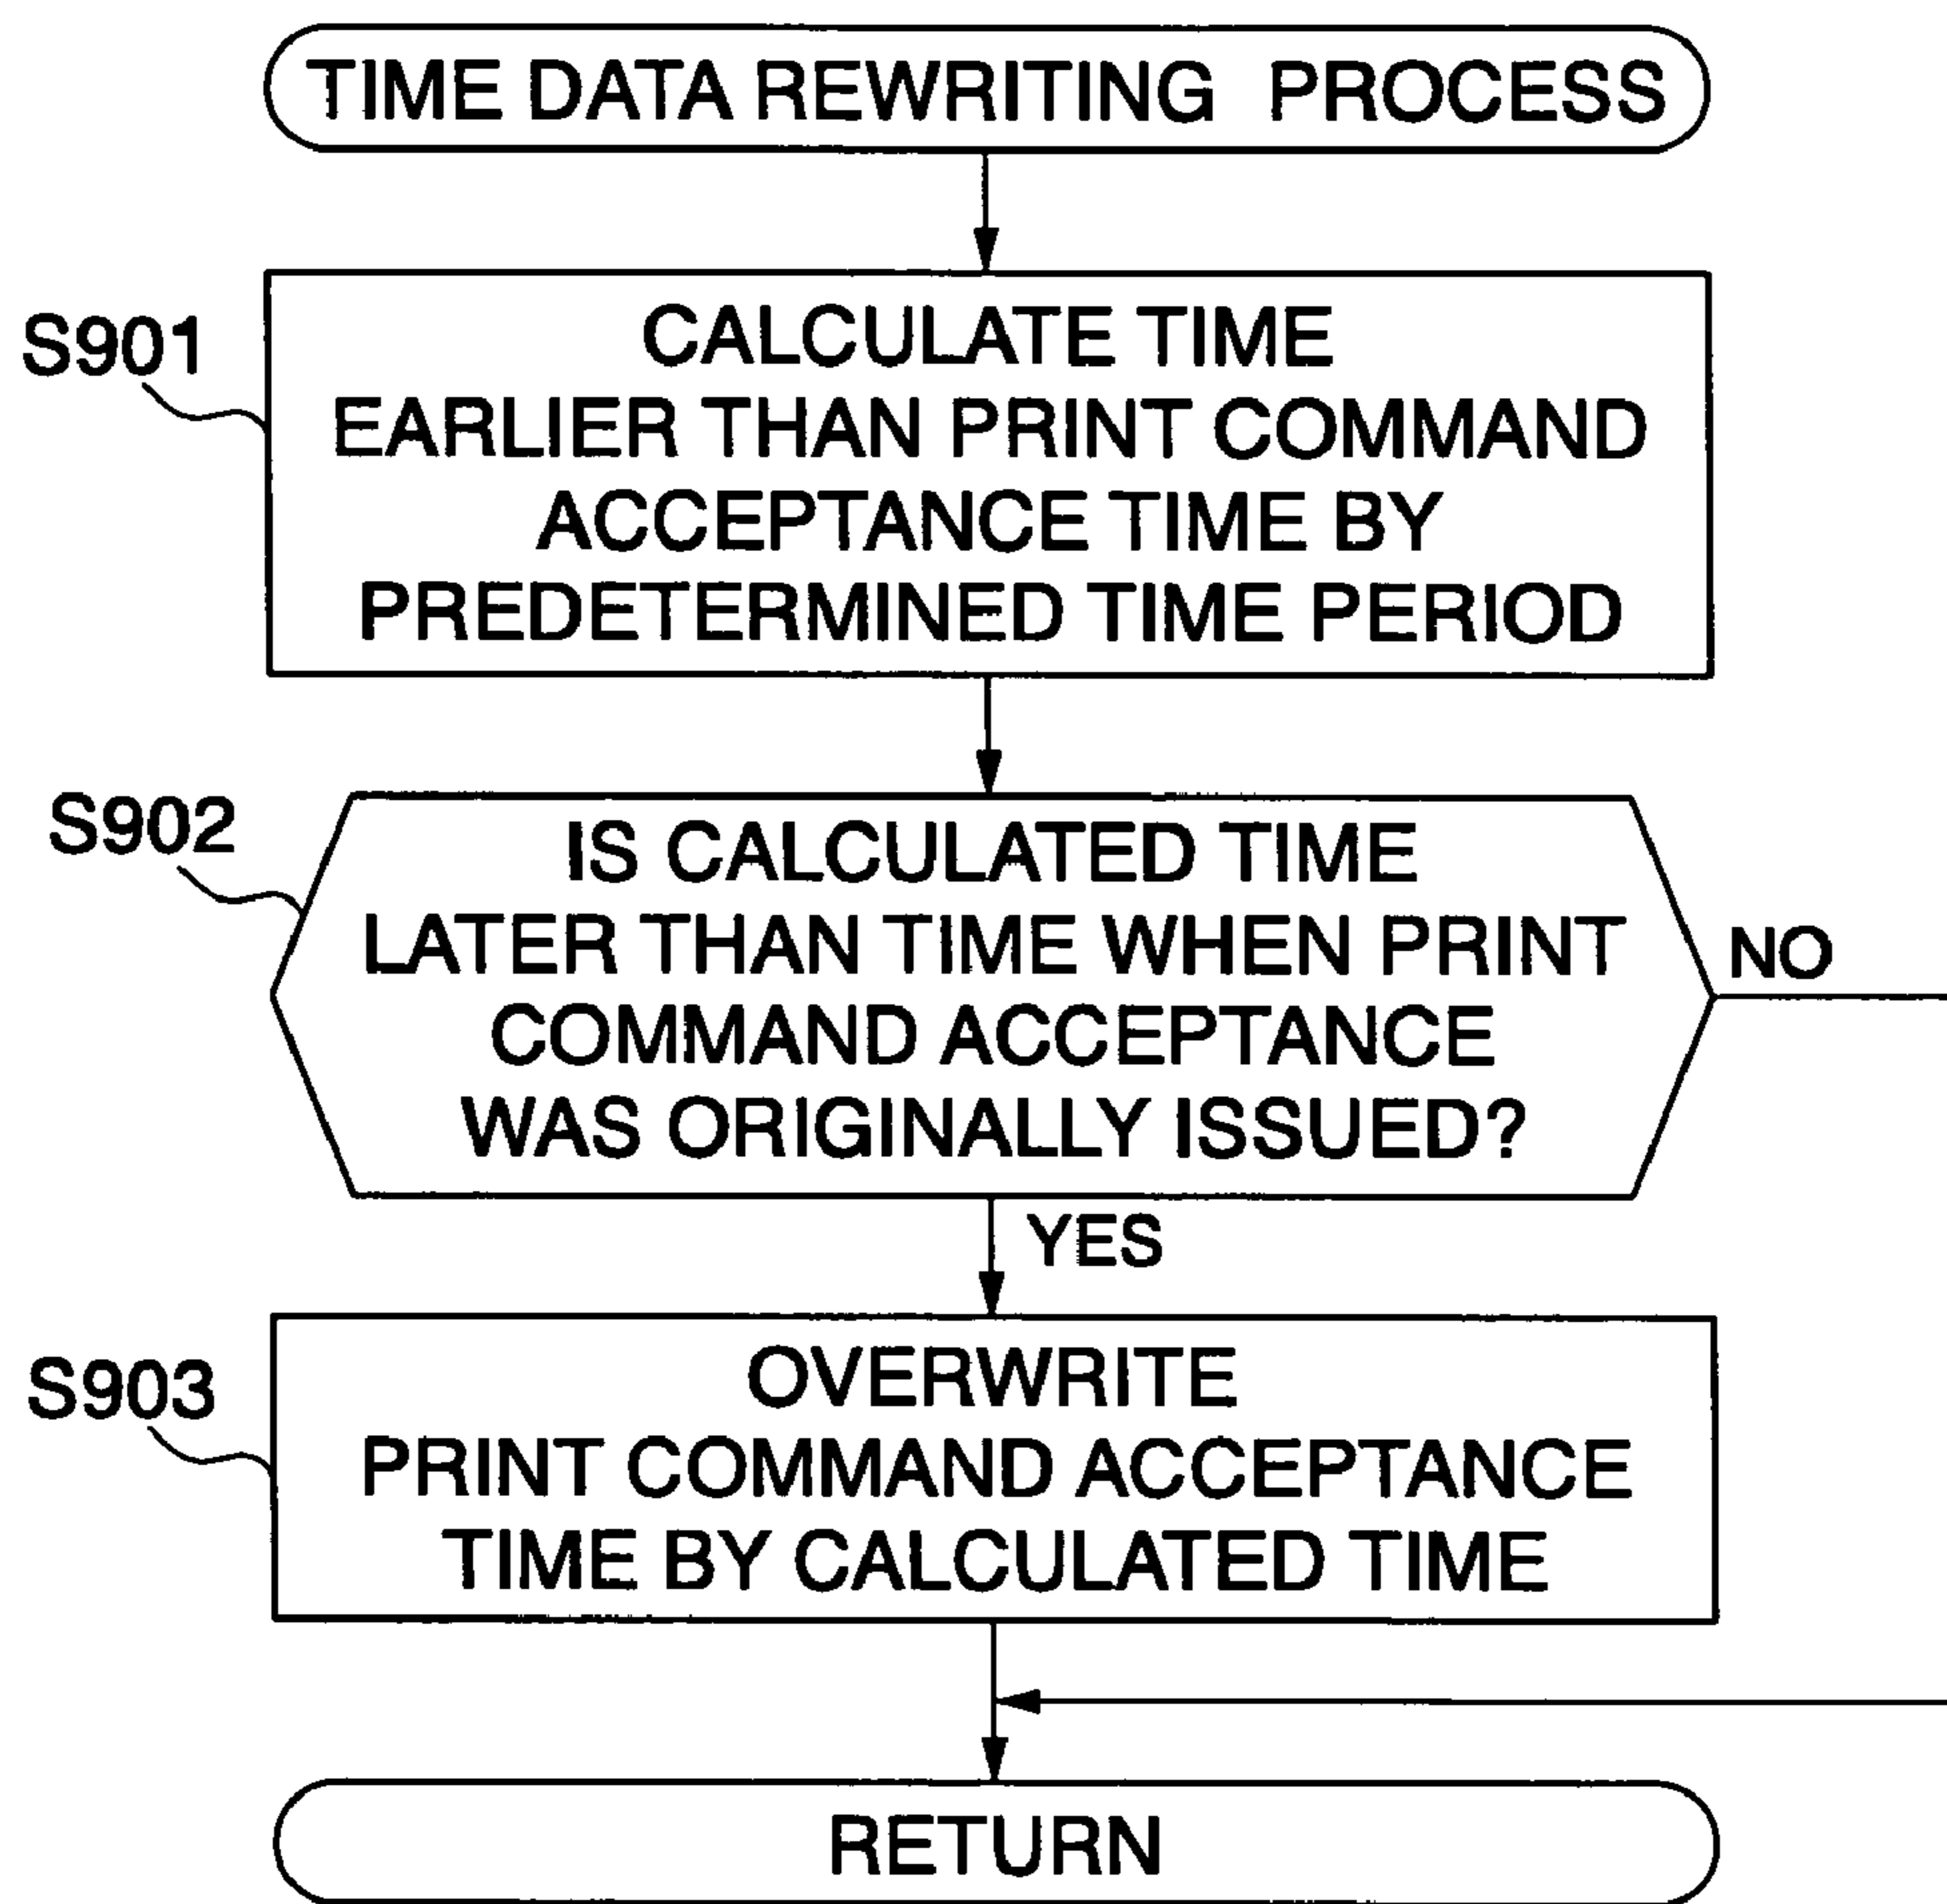 TIME DATA REWRITING PROCESS
S901
CALCULATE TIME
EARLIER THAN PRINT COMMAND
ACCEPTANCE TIME BY
PREDETERMINED TIME PERIOD
S902
IS CALCULATED TIME
LATER THAN TIME WHEN PRINT
COMMAND ACCEPTANCE
WAS ORIGINALLY ISSUED?
NO
YES
S903
OVERWRITE
PRINT COMMAND ACCEPTANCE
TIME BY CALCULATED TIME
RETURN